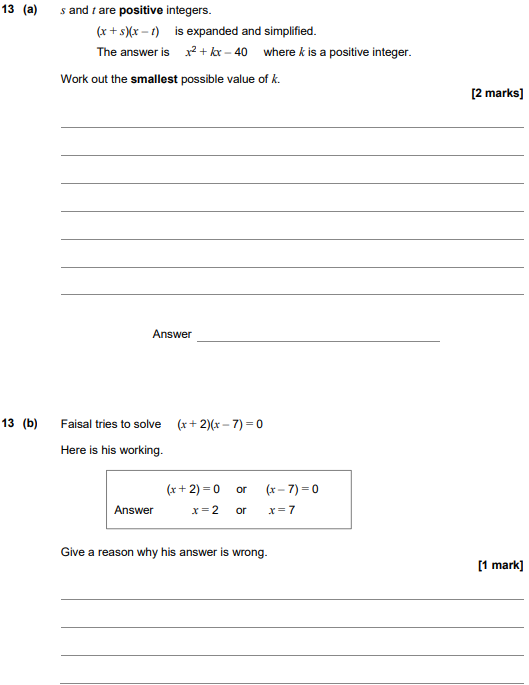 13 (a) s and t are positive integers.
(x + s)(x – t) is expanded and simplified.
The answer is x² + kx – 40 where k is a positive integer.
Work out the smallest possible value of k.
[2 marks]
Answer
13 (b) Faisal tries to solve (x + 2)(x – 7) = 0
Here is his working.
(x + 2) = 0 or (x – 7) = 0
Answer x = 2 or x = 7
Give a reason why his answer is wrong.
[1 mark]